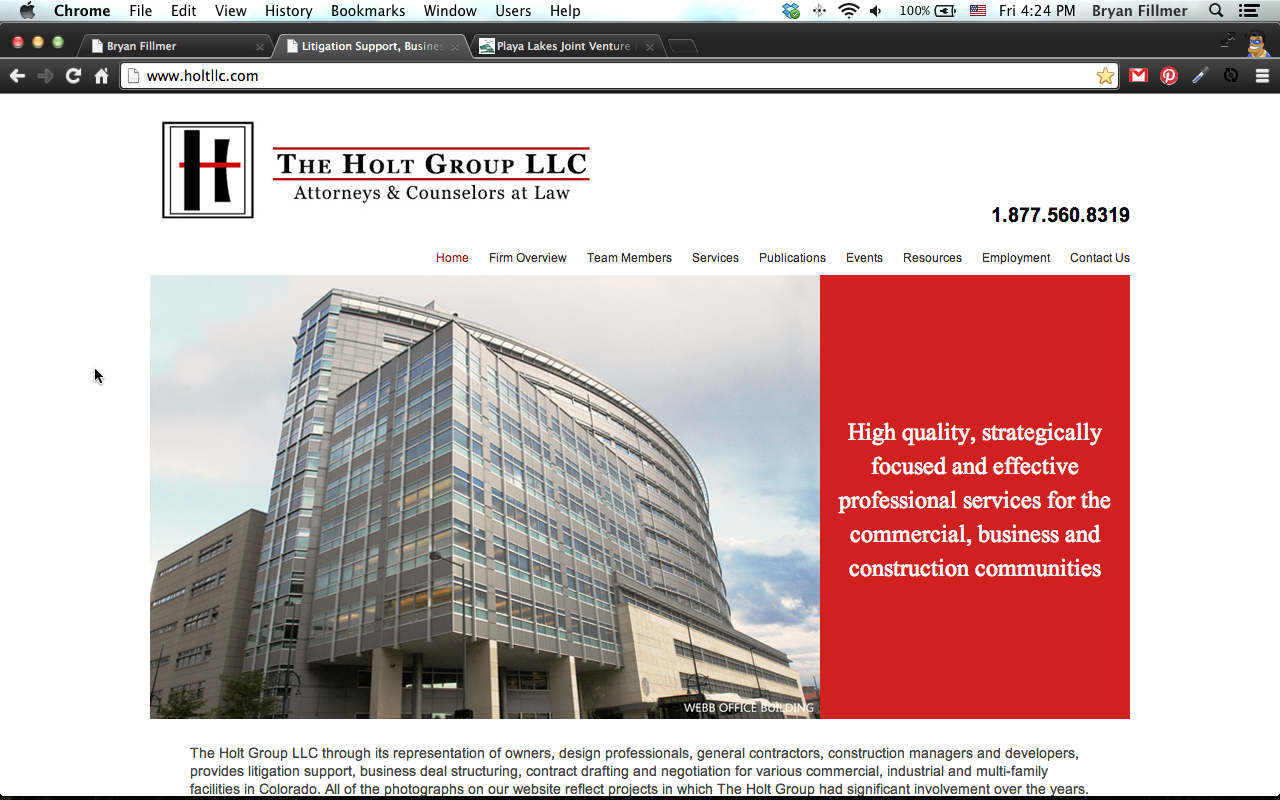 Chrome File Edit View History Bookmarks Window Users Help 100% Fri 4:24 PM Bryan Fillmer
Bryan Fillmer Litigation Support, Busines Playa Lakes Joint Venture
www.holtllc.com
H
THE HOLT GROUP LLC
Attorneys & Counselors at Law
1.877.560.8319
Home Firm Overview Team Members Services Publications Events Resources Employment Contact Us
High quality, strategically
focused and effective
professional services for the
commercial, business and
construction communities
WEBB OFFICE BUILDING
The Holt Group LLC through its representation of owners, design professionals, general contractors, construction managers and developers,
provides litigation support, business deal structuring, contract drafting and negotiation for various commercial, industrial and multi-family
facilities in Colorado. All of the photographs on our website reflect projects in which The Holt Group had significant involvement over the years.